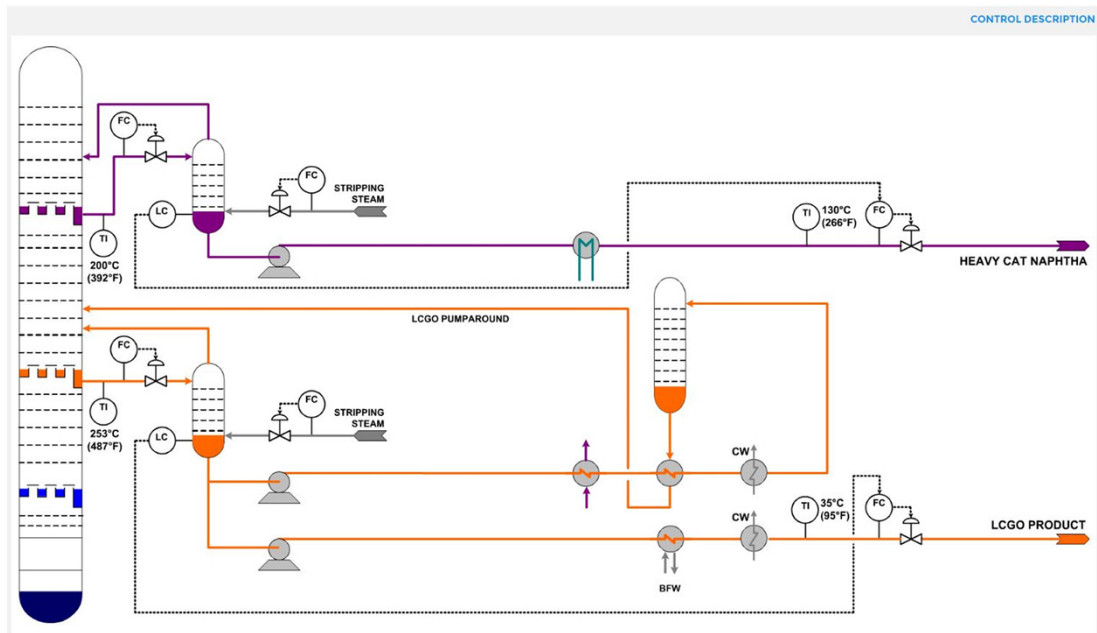 CONTROL DESCRIPTION
FC
FC
STRIPPING
STEAM
LC
TI
200°C
(392°F)
TI
130°C
(266°F)
FC
HEAVY CAT NAPHTHA
LCGO PUMPAROUND
FC
TI
253°C
(487°F)
FC
STRIPPING
STEAM
LC
CW
CW
TI
35°C
(95°F)
FC
LCGO PRODUCT
BFW